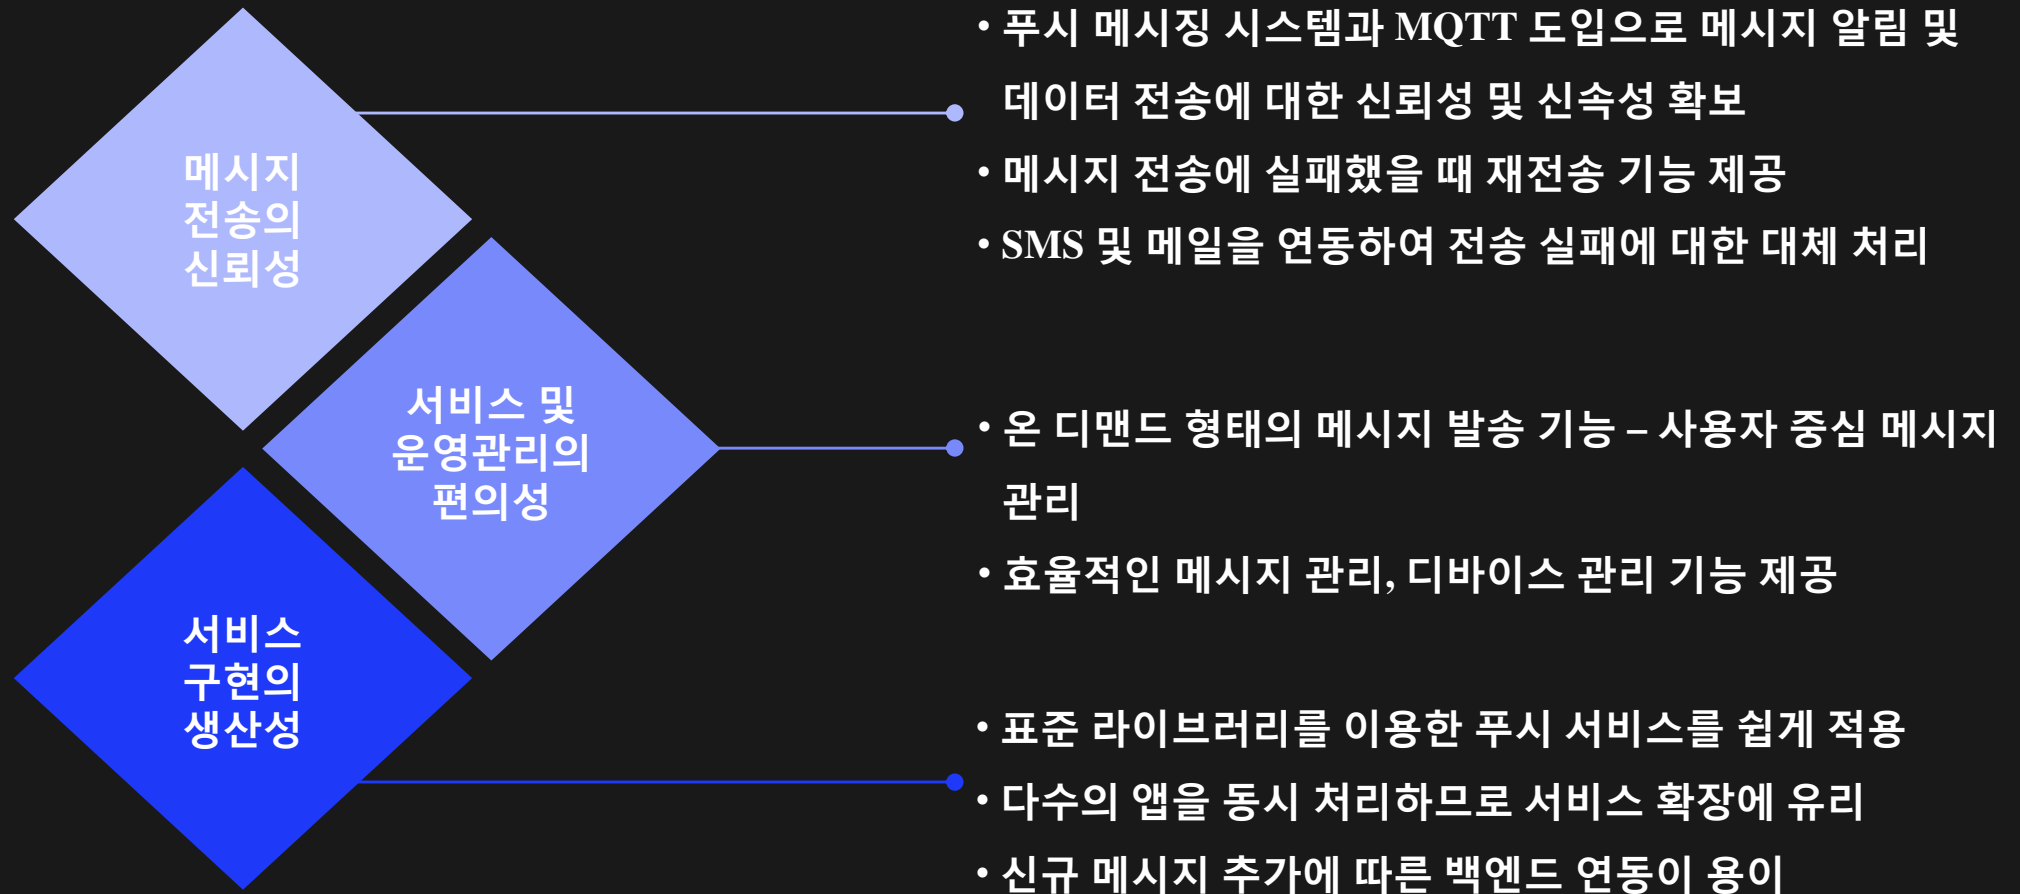 메시지
전송의
신뢰성
• 푸시 메시징 시스템과 MQTT 도입으로 메시지 알림 및
데이터 전송에 대한 신뢰성 및 신속성 확보
• 메시지 전송에 실패했을 때 재전송 기능 제공
• SMS 및 메일을 연동하여 전송 실패에 대한 대체 처리
서비스 및
운영관리의
편의성
• 온 디맨드 형태의 메시지 발송 기능 – 사용자 중심 메시지
관리
• 효율적인 메시지 관리, 디바이스 관리 기능 제공
서비스
구현의
생산성
• 표준 라이브러리를 이용한 푸시 서비스를 쉽게 적용
• 다수의 앱을 동시 처리하므로 서비스 확장에 유리
• 신규 메시지 추가에 따른 백엔드 연동이 용이